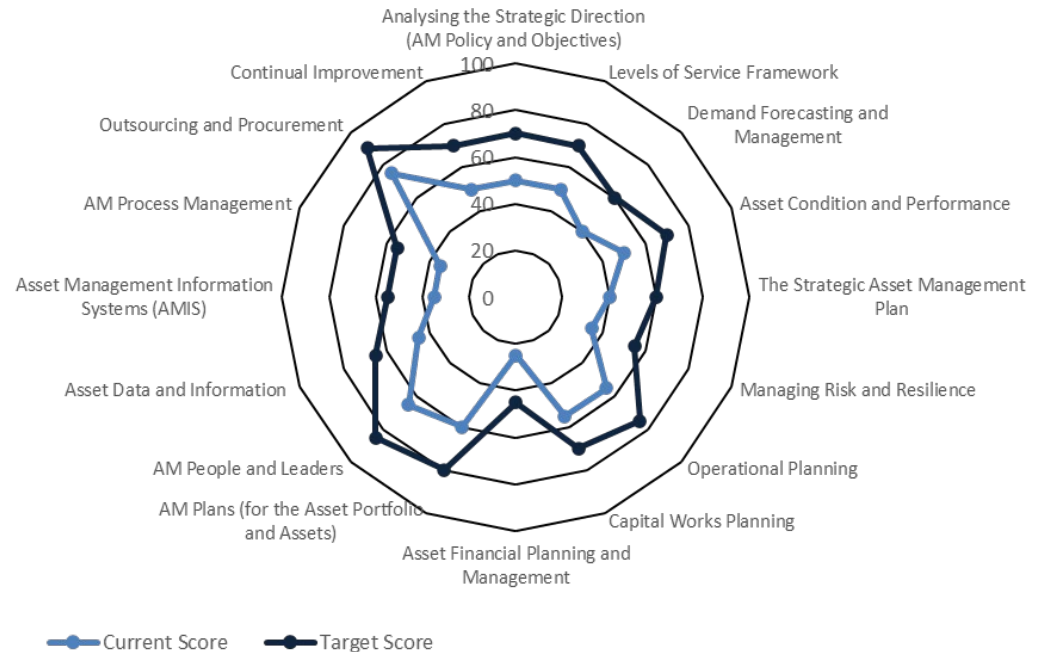 Analysing the Strategic Direction
(AM Policy and Objectives)
Continual Improvement
Levels of Service Framework
Outsourcing and Procurement
Demand Forecasting and
Management
AM Process Management
Asset Condition and Performance
Asset Management Information
Systems (AMIS)
The Strategic Asset Management
Plan
Asset Data and Information
Managing Risk and Resilience
AM People and Leaders
Operational Planning
AM Plans (for the Asset Portfolio
and Assets)
Capital Works Planning
Asset Financial Planning and
Management
100
80
60
40
20
0
Current Score
Target Score